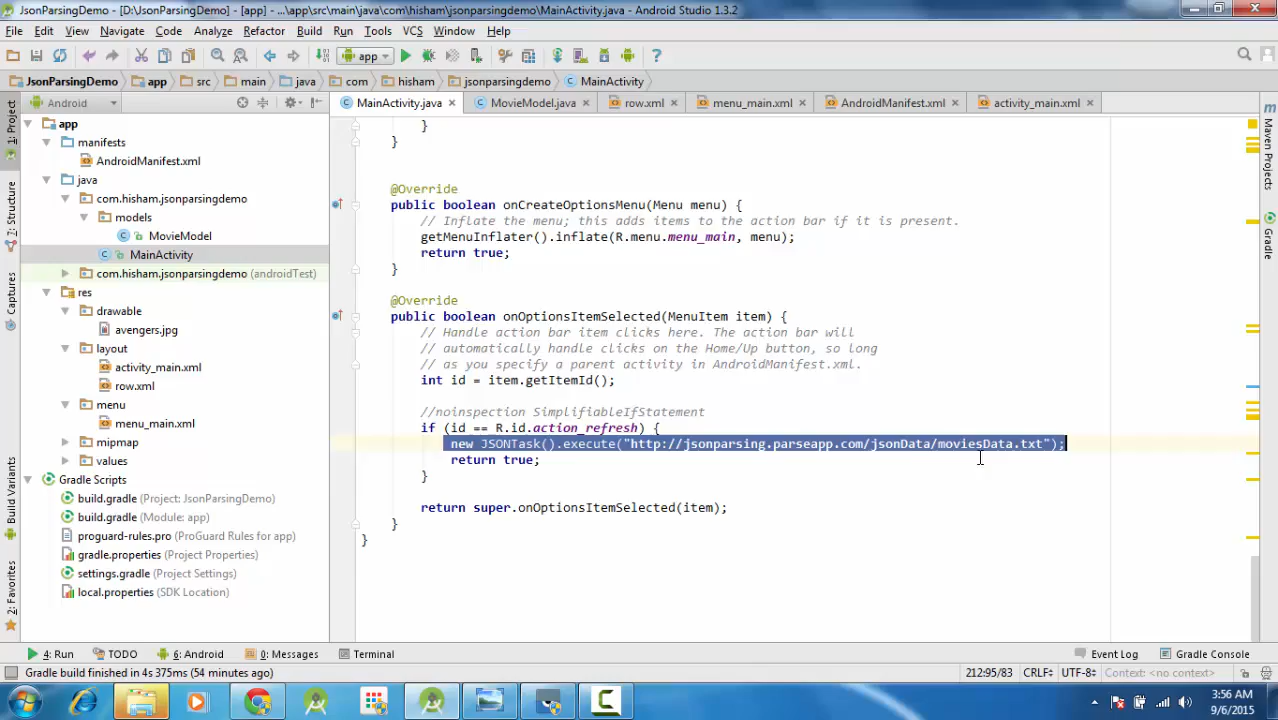 JsonParsingDemo - [D:\JsonParsingDemo] - [app] - ...\app\src\main\java\com\hisham\jsonparsingdemo\MainActivity.java - Android Studio 1.3.2
File Edit View Navigate Code Analyze Refactor Build Run Tools VCS Window Help
app
JsonParsingDemo app src main java com hisham jsonparsingdemo MainActivity
Android
MainActivity.java MovieModel.java row.xml menu_main.xml AndroidManifest.xml activity_main.xml
1: Project
2: Structure
Captures
Build Variants
2: Favorites
app
manifests
AndroidManifest.xml
java
com.hisham.jsonparsingdemo
models
MovieModel
MainActivity
com.hisham.jsonparsingdemo (androidTest)
res
drawable
avengers.jpg
layout
activity_main.xml
row.xml
menu
menu_main.xml
mipmap
values
Gradle Scripts
build.gradle (Project: JsonParsingDemo)
build.gradle (Module: app)
proguard-rules.pro (ProGuard Rules for app)
gradle.properties (Project Properties)
settings.gradle (Project Settings)
local.properties (SDK Location)
}
}
@Override
public boolean onCreateOptionsMenu(Menu menu) {
// Inflate the menu; this adds items to the action bar if it is present.
getMenuInflater().inflate(R.menu.menu_main, menu);
return true;
}
@Override
public boolean onOptionsItemSelected(MenuItem item) {
// Handle action bar item clicks here. The action bar will
// automatically handle clicks on the Home/Up button, so long
// as you specify a parent activity in AndroidManifest.xml.
int id = item.getItemId();
//noinspection SimplifiableIfStatement
if (id == R.id.action_refresh) {
new JSONTask().execute("http://jsonparsing.parseapp.com/jsonData/moviesData.txt");
return true;
}
return super.onOptionsItemSelected(item);
}
}
Maven Projects
Gradle
4: Run TODO 6: Android 0: Messages Terminal Event Log Gradle Console
Gradle build finished in 4s 375ms (54 minutes ago) 212:95/83 CRLF UTF-8 Context: <no context>
3:56 AM
9/6/2015